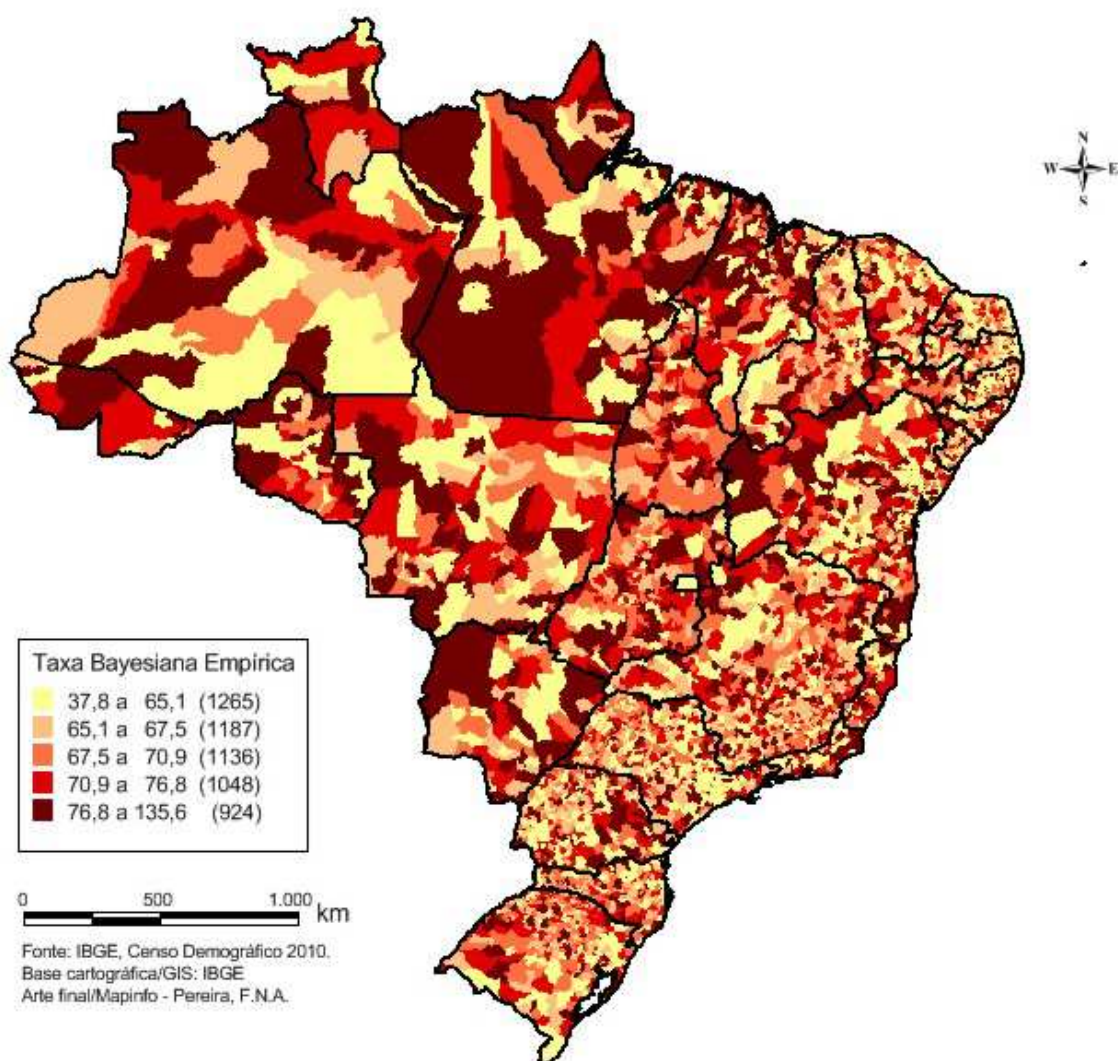 N
W E
S
Taxa Bayesiana Empírica
37,8 a 65,1 (1265)
65,1 a 67,5 (1187)
67,5 a 70,9 (1136)
70,9 a 76,8 (1048)
76,8 a 135,6 (924)
0 500 1.000 km
Fonte: IBGE, Censo Demográfico 2010.
Base cartográfica/GIS: IBGE
Arte final/Mapinfo - Pereira, F.N.A.